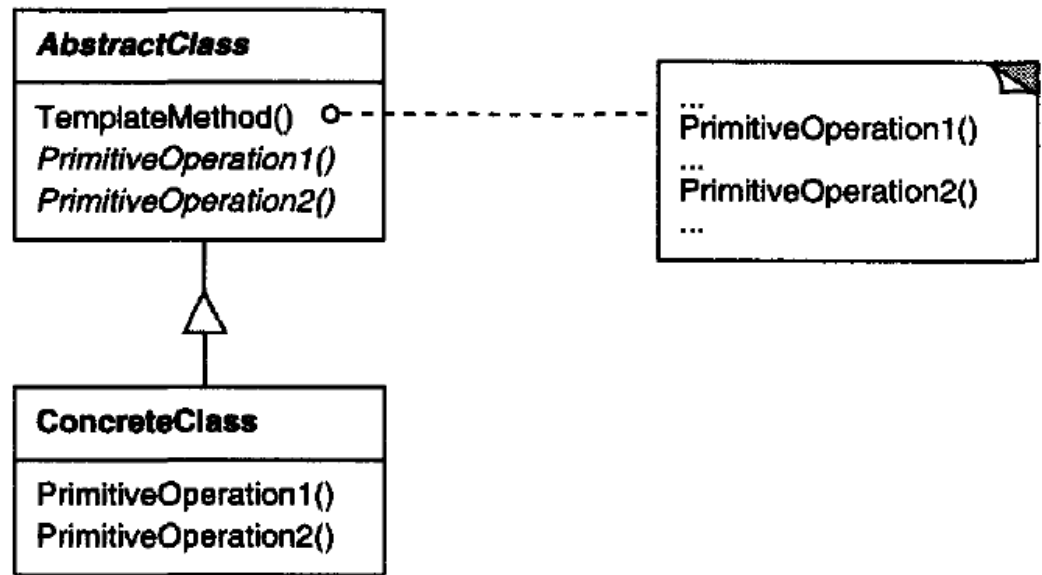 AbstractClass
TemplateMethod()
PrimitiveOperation1()
PrimitiveOperation2()
...
PrimitiveOperation1()
...
PrimitiveOperation2()
...
ConcreteClass
PrimitiveOperation1()
PrimitiveOperation2()